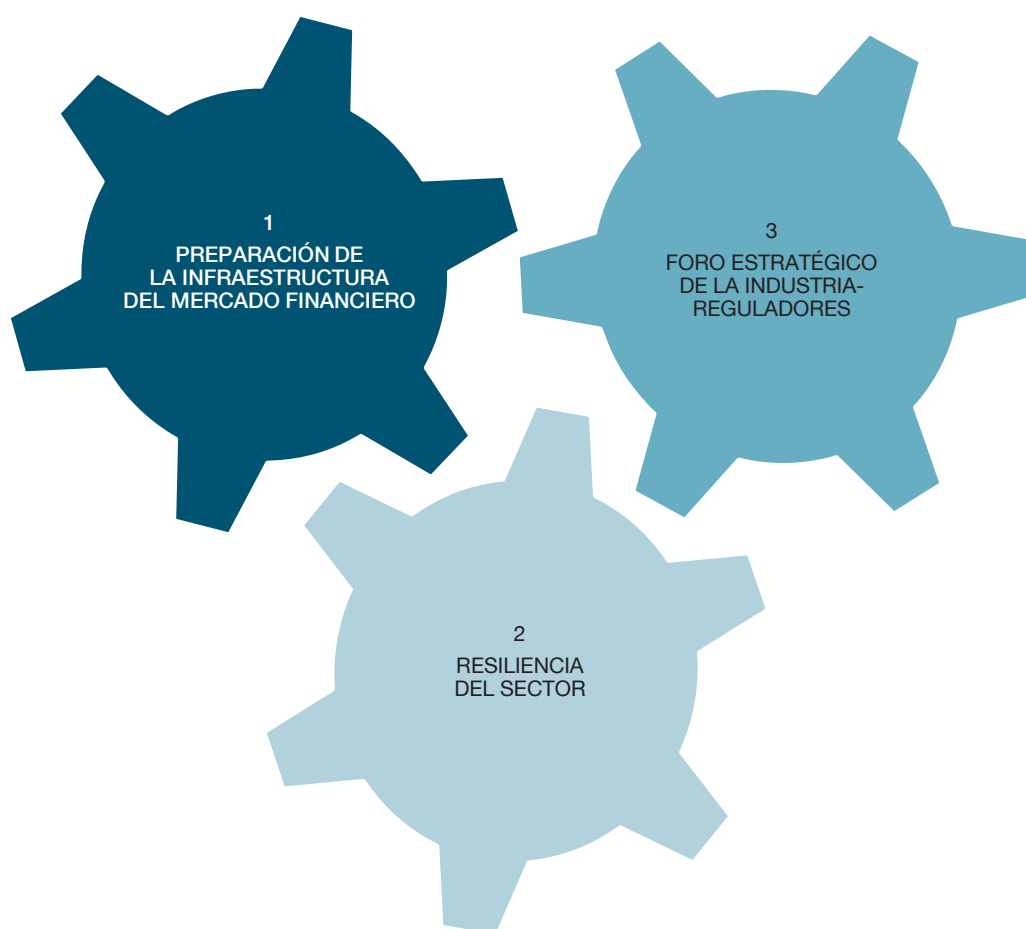 1
PREPARACIÓN DE
LA INFRAESTRUCTURA
DEL MERCADO FINANCIERO
3
FORO ESTRATÉGICO
DE LA INDUSTRIA-
REGULADORES
2
RESILIENCIA
DEL SECTOR